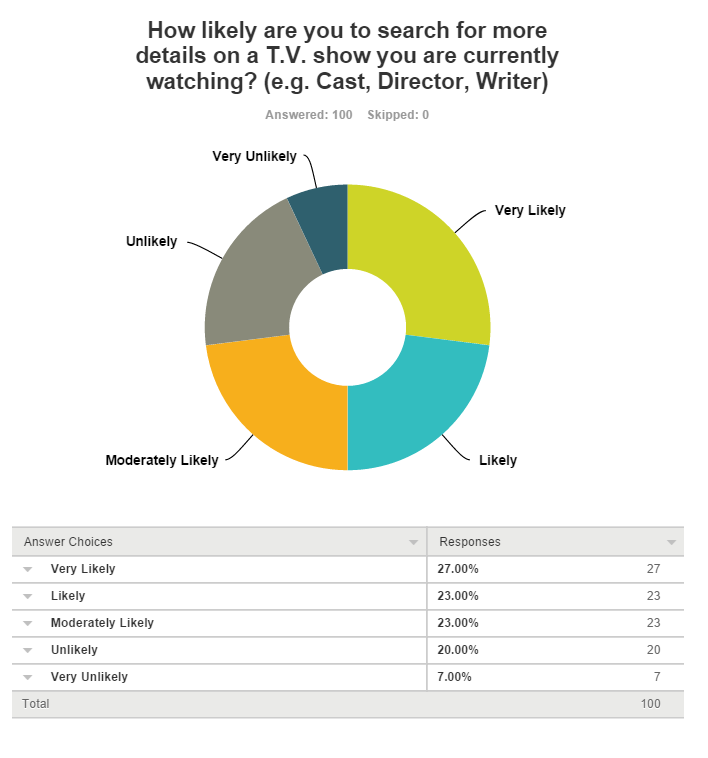 How likely are you to search for more
details on a T.V. show you are currently
watching? (e.g. Cast, Director, Writer)
Answered: 100 Skipped: 0
Very Unlikely
Very Likely
Unlikely
Moderately Likely
Likely
Answer Choices Responses
Very Likely 27.00% 27
Likely 23.00% 23
Moderately Likely 23.00% 23
Unlikely 20.00% 20
Very Unlikely 7.00% 7
Total 100